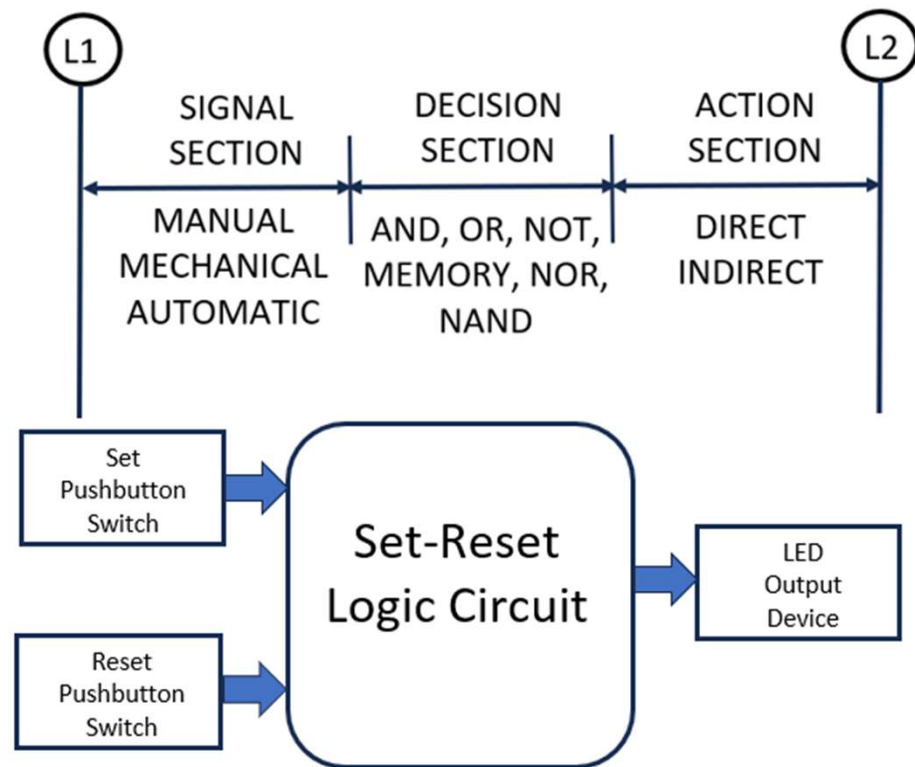 L1
L2
SIGNAL
SECTION
DECISION
SECTION
ACTION
SECTION
MANUAL
MECHANICAL
AUTOMATIC
AND, OR, NOT,
MEMORY, NOR,
NAND
DIRECT
INDIRECT
Set
Pushbutton
Switch
Set-Reset
Logic Circuit
LED
Output
Device
Reset
Pushbutton
Switch